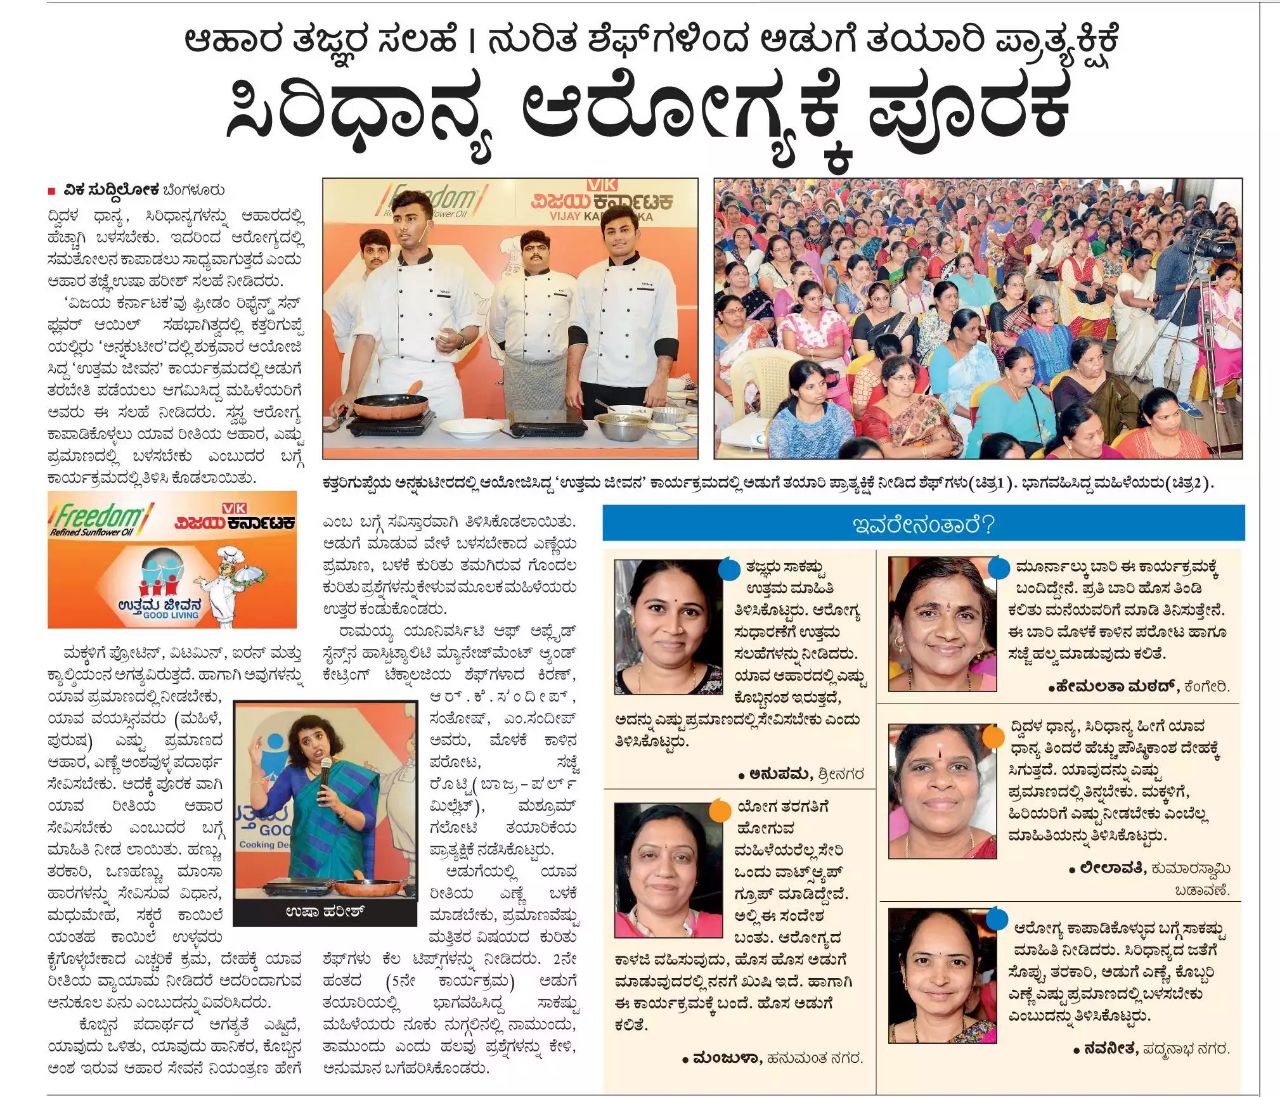 ಆಹಾರ ತಜ್ಞರ ಸಲಹೆ | ನುರಿತ ಶೆಫ್‌ಗಳಿಂದ ಅಡುಗೆ ತಯಾರಿ ಪ್ರಾತ್ಯಕ್ಷಿಕೆ
ಸಿರಿಧಾನ್ಯ ಆರೋಗ್ಯಕ್ಕೆ ಪೂರಕ
■ ವಿಕ ಸುದ್ದಿಲೋಕ ಬೆಂಗಳೂರು
ದ್ವಿದಳ ಧಾನ್ಯ, ಸಿರಿಧಾನ್ಯಗಳನ್ನು ಆಹಾರದಲ್ಲಿ
ಹೆಚ್ಚಾಗಿ ಬಳಸಬೇಕು. ಇದರಿಂದ ಆರೋಗ್ಯದಲ್ಲಿ
ಸಮತೋಲನ ಕಾಪಾಡಲು ಸಾಧ್ಯವಾಗುತ್ತದೆ ಎಂದು
ಆಹಾರ ತಜ್ಞೆ ಉಷಾ ಹರೀಶ್ ಸಲಹೆ ನೀಡಿದರು.
‘ವಿಜಯ ಕರ್ನಾಟಕ’ವು ಫ್ರೀಡಂ ರಿಫೈನ್ಡ್ ಸನ್
ಫ್ಲವರ್ ಆಯಿಲ್ ಸಹಭಾಗಿತ್ವದಲ್ಲಿ ಕತ್ತರಿಗುಪ್ಪೆ
ಯಲ್ಲಿರು ‘ಅನ್ನಕುಟೀರ’ದಲ್ಲಿ ಶುಕ್ರವಾರ ಆಯೋಜಿ
ಸಿದ್ದ ‘ಉತ್ತಮ ಜೀವನ’ ಕಾರ್ಯಕ್ರಮದಲ್ಲಿ ಅಡುಗೆ
ತರಬೇತಿ ಪಡೆಯಲು ಆಗಮಿಸಿದ್ದ ಮಹಿಳೆಯರಿಗೆ
ಅವರು ಈ ಸಲಹೆ ನೀಡಿದರು. ಸ್ವಸ್ಥ ಆರೋಗ್ಯ
ಕಾಪಾಡಿಕೊಳ್ಳಲು ಯಾವ ರೀತಿಯ ಆಹಾರ, ಎಷ್ಟು
ಪ್ರಮಾಣದಲ್ಲಿ ಬಳಸಬೇಕು ಎಂಬುದರ ಬಗ್ಗೆ
ಕಾರ್ಯಕ್ರಮದಲ್ಲಿ ತಿಳಿಸಿ ಕೊಡಲಾಯಿತು.
Freedom
Refined Sunflower Oil
VK
ವಿಜಯ ಕರ್ನಾಟಕ
ಉತ್ತಮ ಜೀವನ
GOOD LIVING
ಮಕ್ಕಳಿಗೆ ಪ್ರೋಟಿನ್, ವಿಟಮಿನ್, ಐರನ್ ಮತ್ತು
ಕ್ಯಾಲ್ಶಿಯಂನ ಅಗತ್ಯವಿರುತ್ತದೆ. ಹಾಗಾಗಿ ಅವುಗಳನ್ನು
ಯಾವ ಪ್ರಮಾಣದಲ್ಲಿ ನೀಡಬೇಕು,
ಯಾವ ವಯಸ್ಸಿನವರು (ಮಹಿಳೆ,
ಪುರುಷ) ಎಷ್ಟು ಪ್ರಮಾಣದ
ಆಹಾರ, ಎಣ್ಣೆ ಅಂಶವುಳ್ಳ ಪದಾರ್ಥ
ಸೇವಿಸಬೇಕು. ಅದಕ್ಕೆ ಪೂರಕ ವಾಗಿ
ಯಾವ ರೀತಿಯ ಆಹಾರ
ಸೇವಿಸಬೇಕು ಎಂಬುದರ ಬಗ್ಗೆ
ಮಾಹಿತಿ ನೀಡ ಲಾಯಿತು. ಹಣ್ಣು,
ತರಕಾರಿ, ಒಣಹಣ್ಣು, ಮಾಂಸಾ
ಹಾರಗಳನ್ನು ಸೇವಿಸುವ ವಿಧಾನ,
ಮಧುಮೇಹ, ಸಕ್ಕರೆ ಕಾಯಿಲೆ
ಯಂತಹ ಕಾಯಿಲೆ ಉಳ್ಳವರು
ಕೈಗೊಳ್ಳಬೇಕಾದ ಎಚ್ಚರಿಕೆ ಕ್ರಮ, ದೇಹಕ್ಕೆ ಯಾವ
ರೀತಿಯ ವ್ಯಾಯಾಮ ನೀಡಿದರೆ ಆದರಿಂದಾಗುವ
ಅನುಕೂಲ ಏನು ಎಂಬುದನ್ನು ವಿವರಿಸಿದರು.
ಕೊಬ್ಬಿನ ಪದಾರ್ಥದ ಅಗತ್ಯತೆ ಎಷ್ಟಿದೆ,
ಯಾವುದು ಒಳಿತು, ಯಾವುದು ಹಾನಿಕರ, ಕೊಬ್ಬಿನ
ಅಂಶ ಇರುವ ಆಹಾರ ಸೇವನೆ ನಿಯಂತ್ರಣ ಹೇಗೆ
Freedom
Refined Sunflower Oil
VK
ವಿಜಯ ಕರ್ನಾಟಕ
VIJAY KARNATAKA
ಕತ್ತರಿಗುಪ್ಪೆಯ ಅನ್ನಕುಟೀರದಲ್ಲಿ ಆಯೋಜಿಸಿದ್ದ ‘ಉತ್ತಮ ಜೀವನ’ ಕಾರ್ಯಕ್ರಮದಲ್ಲಿ ಅಡುಗೆ ತಯಾರಿ ಪ್ರಾತ್ಯಕ್ಷಿಕೆ ನೀಡಿದ ಶೆಫ್‌ಗಳು(ಚಿತ್ರ1). ಭಾಗವಹಿಸಿದ್ದ ಮಹಿಳೆಯರು(ಚಿತ್ರ2).
ಎಂಬ ಬಗ್ಗೆ ಸವಿಸ್ತಾರವಾಗಿ ತಿಳಿಸಿಕೊಡಲಾಯಿತು.
ಅಡುಗೆ ಮಾಡುವ ವೇಳೆ ಬಳಸಬೇಕಾದ ಎಣ್ಣೆಯ
ಪ್ರಮಾಣ, ಬಳಕೆ ಕುರಿತು ತಮಗಿರುವ ಗೊಂದಲ
ಕುರಿತು ಪ್ರಶ್ನೆಗಳನ್ನು ಕೇಳುವ ಮೂಲಕ ಮಹಿಳೆಯರು
ಉತ್ತರ ಕಂಡುಕೊಂಡರು.
ರಾಮಯ್ಯ ಯೂನಿವರ್ಸಿಟಿ ಆಫ್ ಅಪ್ಲೈಡ್
ಸೈನ್ಸ್‌ನ ಹಾಸ್ಪಿಟ್ಯಾಲಿಟಿ ಮ್ಯಾನೇಜ್‌ಮೆಂಟ್ ಆ್ಯಂಡ್
ಕೇಟ್ರಿಂಗ್ ಟೆಕ್ನಾಲಜಿಯ ಶೆಫ್‌ಗಳಾದ ಕಿರಣ್,
ಆರ್.ಕೆ.ಸಂದೀಪ್,
ಸಂತೋಷ್, ಎಂ.ಸಂದೀಪ್
ಅವರು, ಮೊಳಕೆ ಕಾಳಿನ
ಪರೋಟ, ಸಜ್ಜೆ
ರೊಟ್ಟಿ(ಬಾಜ್ರ-ಪರ್ಲ್
ಮಿಲ್ಲೆಟ್), ಮಶ್ರೂಮ್
ಗಲೋಟಿ ತಯಾರಿಕೆಯ
ಪ್ರಾತ್ಯಕ್ಷಿಕೆ ನಡೆಸಿಕೊಟ್ಟರು.
ಅಡುಗೆಯಲ್ಲಿ ಯಾವ
ರೀತಿಯ ಎಣ್ಣೆ ಬಳಕೆ
ಮಾಡಬೇಕು, ಪ್ರಮಾಣವೆಷ್ಟು
ಮತ್ತಿತರ ವಿಷಯದ ಕುರಿತು
ಶೆಫ್‌ಗಳು ಕೆಲ ಟಿಪ್ಸ್‌ಗಳನ್ನು ನೀಡಿದರು. 2ನೇ
ಹಂತದ (5ನೇ ಕಾರ್ಯಕ್ರಮ) ಅಡುಗೆ
ತಯಾರಿಯಲ್ಲಿ ಭಾಗವಹಿಸಿದ್ದ ಸಾಕಷ್ಟು
ಮಹಿಳೆಯರು ನೂಕು ನುಗ್ಗಲಿನಲ್ಲಿ ನಾಮುಂದು,
ತಾಮುಂದು ಎಂದು ಹಲವು ಪ್ರಶ್ನೆಗಳನ್ನು ಕೇಳಿ,
ಅನುಮಾನ ಬಗೆಹರಿಸಿಕೊಂಡರು.
GOO
Cooking De
ಉಷಾ ಹರೀಶ್
ಇವರೇನಂತಾರೆ?
ತಜ್ಞರು ಸಾಕಷ್ಟು
ಉತ್ತಮ ಮಾಹಿತಿ
ತಿಳಿಸಿಕೊಟ್ಟರು. ಆರೋಗ್ಯ
ಸುಧಾರಣೆಗೆ ಉತ್ತಮ
ಸಲಹೆಗಳನ್ನು ನೀಡಿದರು.
ಯಾವ ಆಹಾರದಲ್ಲಿ ಎಷ್ಟು
ಕೊಬ್ಬಿನಂಶ ಇರುತ್ತದೆ,
ಅದನ್ನು ಎಷ್ಟು ಪ್ರಮಾಣದಲ್ಲಿ ಸೇವಿಸಬೇಕು ಎಂದು
ತಿಳಿಸಿಕೊಟ್ಟರು.
● ಅನುಪಮ, ಶ್ರೀನಗರ
ಯೋಗ ತರಗತಿಗೆ
ಹೋಗುವ
ಮಹಿಳೆಯರೆಲ್ಲ ಸೇರಿ
ಒಂದು ವಾಟ್ಸ್‌ಆ್ಯಪ್
ಗ್ರೂಪ್ ಮಾಡಿದ್ದೇವೆ.
ಅಲ್ಲಿ ಈ ಸಂದೇಶ
ಬಂತು. ಆರೋಗ್ಯದ
ಕಾಳಜಿ ವಹಿಸುವುದು, ಹೊಸ ಹೊಸ ಅಡುಗೆ
ಮಾಡುವುದರಲ್ಲಿ ನನಗೆ ಖುಷಿ ಇದೆ. ಹಾಗಾಗಿ
ಈ ಕಾರ್ಯಕ್ರಮಕ್ಕೆ ಬಂದೆ. ಹೊಸ ಅಡುಗೆ
ಕಲಿತೆ.
● ಮಂಜುಳಾ, ಹನುಮಂತ ನಗರ.
ಮೂರ್ನಾಲ್ಕು ಬಾರಿ ಈ ಕಾರ್ಯಕ್ರಮಕ್ಕೆ
ಬಂದಿದ್ದೇನೆ. ಪ್ರತಿ ಬಾರಿ ಹೊಸ ತಿಂಡಿ
ಕಲಿತು ಮನೆಯವರಿಗೆ ಮಾಡಿ ತಿನಿಸುತ್ತೇನೆ.
ಈ ಬಾರಿ ಮೊಳಕೆ ಕಾಳಿನ ಪರೋಟ ಹಾಗೂ
ಸಜ್ಜೆ ಹಲ್ವ ಮಾಡುವುದು ಕಲಿತೆ.
●ಹೇಮಲತಾ ಮಠದ್, ಕೆಂಗೇರಿ.
ದ್ವಿದಳ ಧಾನ್ಯ, ಸಿರಿಧಾನ್ಯ ಹೀಗೆ ಯಾವ
ಧಾನ್ಯ ತಿಂದರೆ ಹೆಚ್ಚು ಪೌಷ್ಠಿಕಾಂಶ ದೇಹಕ್ಕೆ
ಸಿಗುತ್ತದೆ. ಯಾವುದನ್ನು ಎಷ್ಟು
ಪ್ರಮಾಣದಲ್ಲಿ ತಿನ್ನಬೇಕು. ಮಕ್ಕಳಿಗೆ,
ಹಿರಿಯರಿಗೆ ಎಷ್ಟು ನೀಡಬೇಕು ಎಂಬೆಲ್ಲ
ಮಾಹಿತಿಯನ್ನು ತಿಳಿಸಿಕೊಟ್ಟರು.
● ಲೀಲಾವತಿ, ಕುಮಾರಸ್ವಾಮಿ
ಬಡಾವಣೆ.
ಆರೋಗ್ಯ ಕಾಪಾಡಿಕೊಳ್ಳುವ ಬಗ್ಗೆ ಸಾಕಷ್ಟು
ಮಾಹಿತಿ ನೀಡಿದರು. ಸಿರಿಧಾನ್ಯದ ಜತೆಗೆ
ಸೊಪ್ಪು, ತರಕಾರಿ, ಅಡುಗೆ ಎಣ್ಣೆ, ಕೊಬ್ಬರಿ
ಎಣ್ಣೆ ಎಷ್ಟು ಪ್ರಮಾಣದಲ್ಲಿ ಬಳಸಬೇಕು
ಎಂಬುದನ್ನು ತಿಳಿಸಿಕೊಟ್ಟರು.
● ನವನೀತ, ಪದ್ಮನಾಭ ನಗರ.